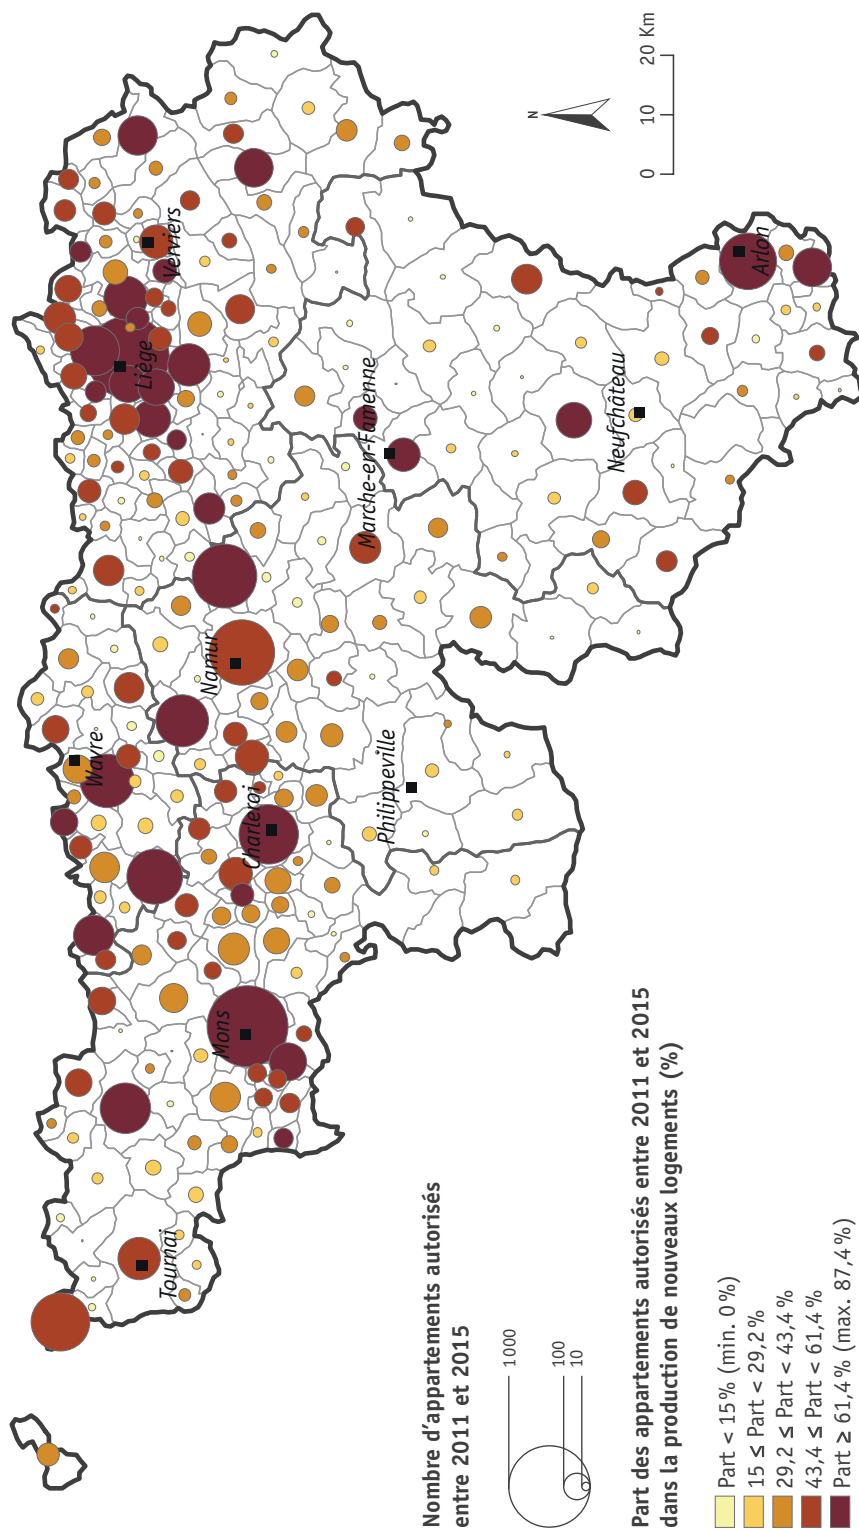 Tournai
Mons
Charleroi
Wavre
Namur
Philippeville
Liège
Verviers
Marche-en-Famenne
Neufchâteau
Arlon
N
0 10 20 Km
Nombre d'appartements autorisés
entre 2011 et 2015
1000
100
10
Part des appartements autorisés entre 2011 et 2015
dans la production de nouveaux logements (%)
Part < 15 % (min. 0 %)
15 ≤ Part < 29,2 %
29,2 ≤ Part < 43,4 %
43,4 ≤ Part < 61,4 %
Part ≥ 61,4 % (max. 87,4 %)